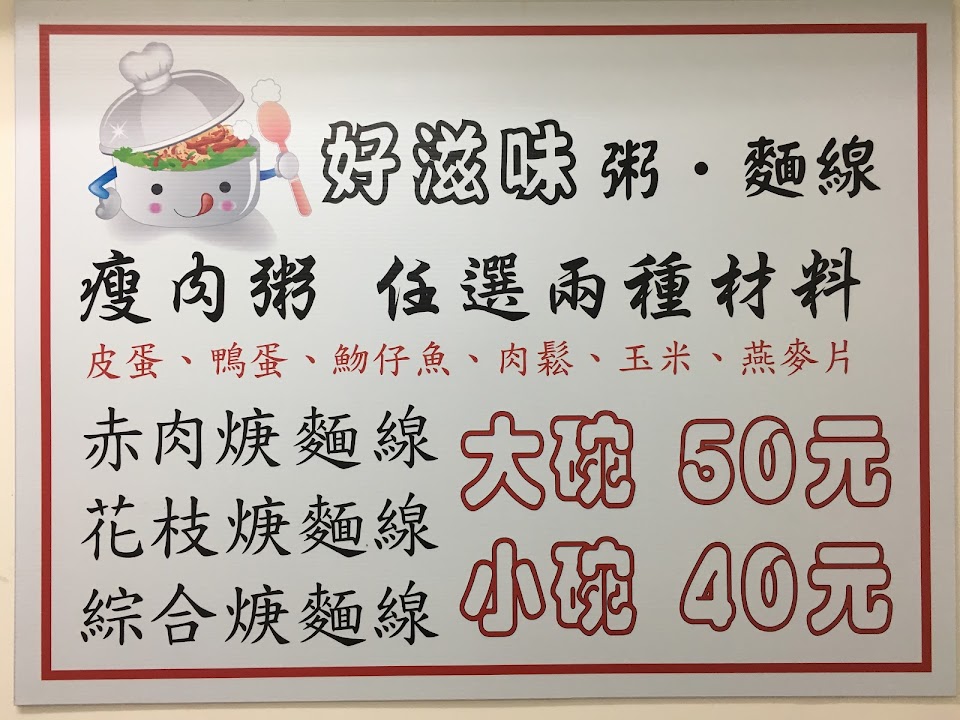 好滋味 粥·麵線
瘦肉粥 任選兩種材料
皮蛋、鴨蛋、魩仔魚、肉鬆、玉米、燕麥片
赤肉焿麵線
花枝焿麵線
綜合焿麵線
大碗 50元
小碗 40元